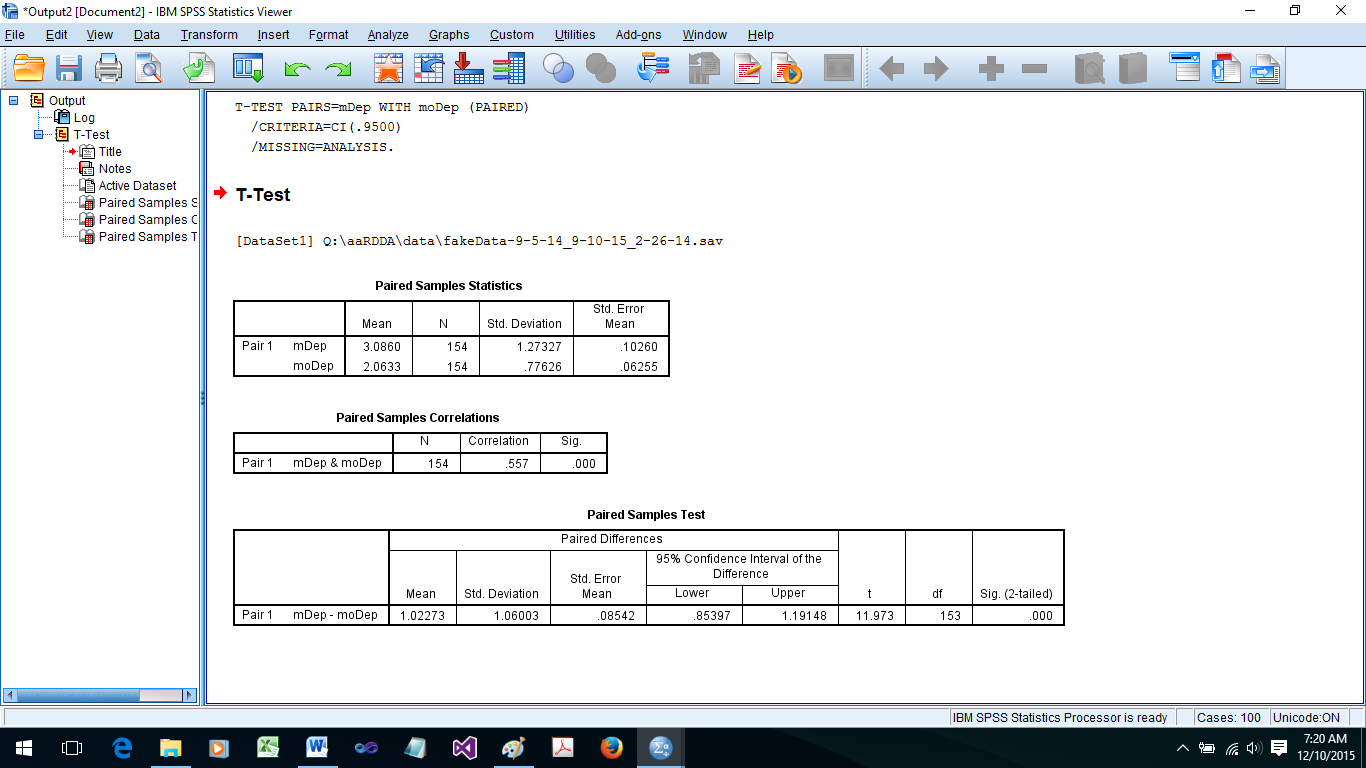 *Output2 [Document2] - IBM SPSS Statistics Viewer
File Edit View Data Transform Insert Format Analyze Graphs Custom Utilities Add-ons Window Help
Output
Log
T-Test
Title
Notes
Active Dataset
Paired Samples S
Paired Samples C
Paired Samples T
T-TEST PAIRS=mDep WITH moDep (PAIRED)
/CRITERIA=CI(.9500)
/MISSING=ANALYSIS.
T-Test
[DataSet1] Q:\aaRDDA\data\fakeData-9-5-14_9-10-15_2-26-14.sav
Paired Samples Statistics
Mean N Std. Deviation Std. Error Mean
Pair 1 mDep 3.0860 154 1.27327 .10260
moDep 2.0633 154 .77626 .06255
Paired Samples Correlations
N Correlation Sig.
Pair 1 mDep & moDep 154 .557 .000
Paired Samples Test
Paired Differences
95% Confidence Interval of the Difference
Mean Std. Deviation Std. Error Mean Lower Upper t df Sig. (2-tailed)
Pair 1 mDep - moDep 1.02273 1.06003 .08542 .85397 1.19148 11.973 153 .000
IBM SPSS Statistics Processor is ready Cases: 100 Unicode:ON
7:20 AM
12/10/2015